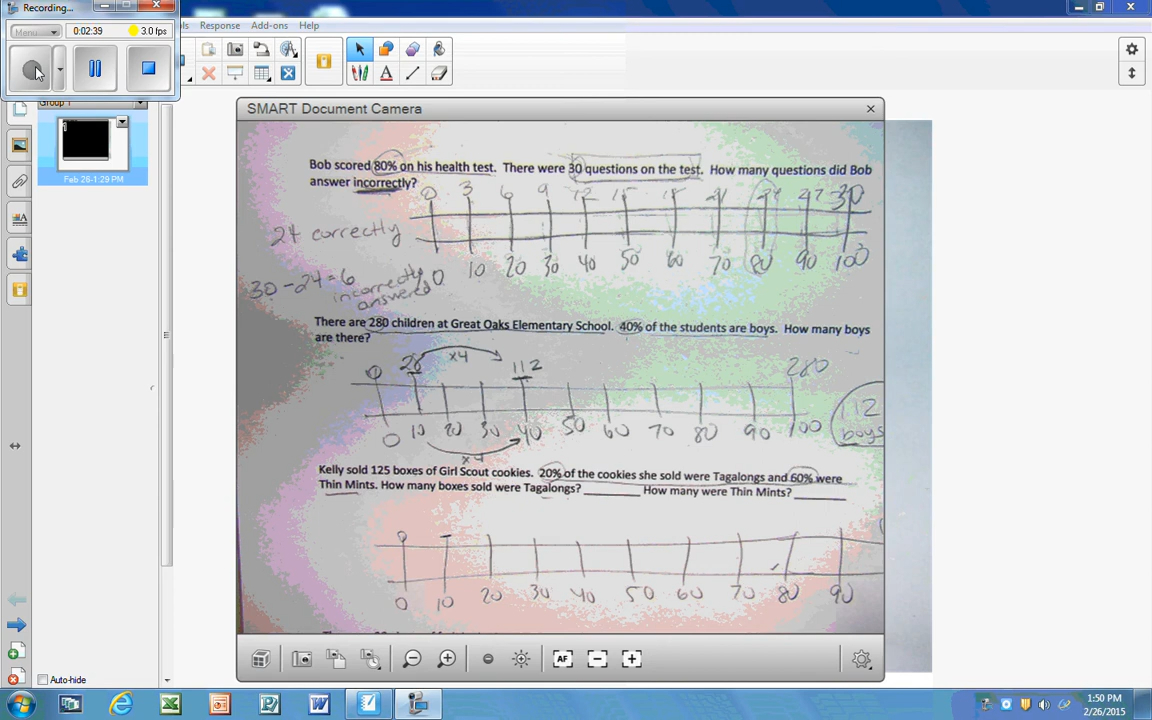 Recording...
Menu
0:02:39
3.0 fps
Response
Add-ons
Help
Group 1
1
Feb 26-1:29 PM
SMART Document Camera
Bob scored 80% on his health test. There were 30 questions on the test. How many questions did Bob
answer incorrectly?
0 3 6 9 12 15 18 21 24 27 30
24 correctly
0 10 20 30 40 50 60 70 80 90 100
30 - 24 = 6
incorrectly
answered
There are 280 children at Great Oaks Elementary School. 40% of the students are boys. How many boys
are there?
0 28 x4 112 280
0 10 20 30 40 50 60 70 80 90 100
x4
112
boys
Kelly sold 125 boxes of Girl Scout cookies. 20% of the cookies she sold were Tagalongs and 60% were
Thin Mints. How many boxes sold were Tagalongs? ________ How many were Thin Mints? ________
0
0 10 20 30 40 50 60 70 80 90
AF
Auto-hide
1:50 PM
2/26/2015